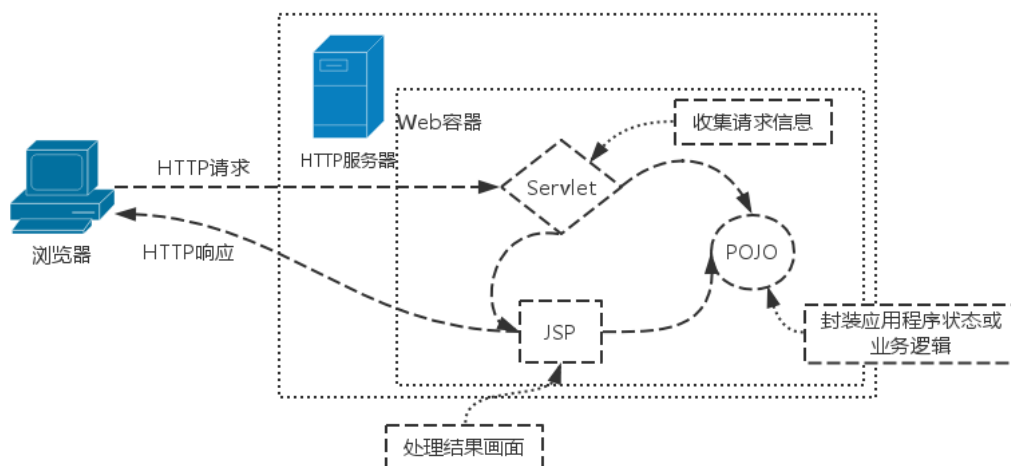 Web容器
收集请求信息
HTTP服务器
HTTP请求
Servlet
浏览器
HTTP响应
POJO
JSP
封装应用程序状态或
业务逻辑
处理结果画面